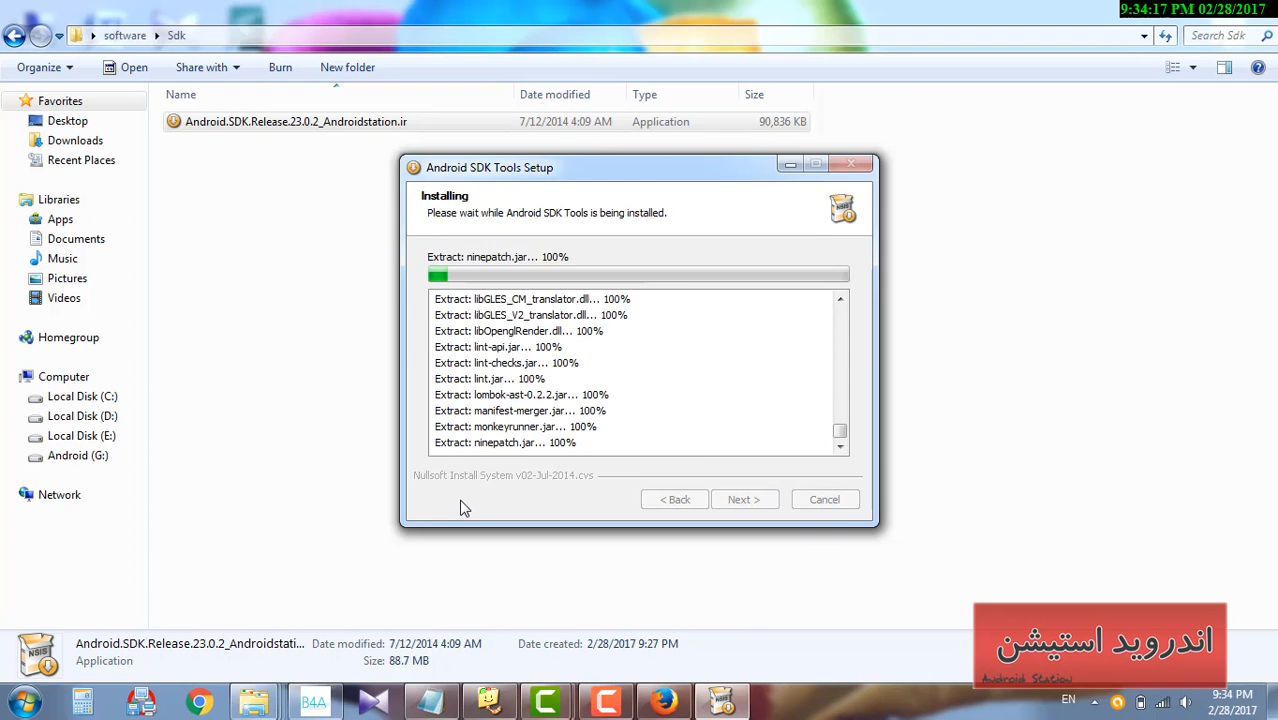 9:34:17 PM 02/28/2017
software Sdk
Search Sdk
Organize Open Share with Burn New folder
Favorites
Desktop
Downloads
Recent Places
Libraries
Apps
Documents
Music
Pictures
Videos
Homegroup
Computer
Local Disk (C:)
Local Disk (D:)
Local Disk (E:)
Android (G:)
Network
Name Date modified Type Size
Android.SDK.Release.23.0.2_Androidstation.ir 7/12/2014 4:09 AM Application 90,836 KB
Android SDK Tools Setup
Installing
Please wait while Android SDK Tools is being installed.
NSIS
Extract: ninepatch.jar... 100%
Extract: libGLES_CM_translator.dll... 100%
Extract: libGLES_V2_translator.dll... 100%
Extract: libOpenglRender.dll... 100%
Extract: lint-api.jar... 100%
Extract: lint-checks.jar... 100%
Extract: lint.jar... 100%
Extract: lombok-ast-0.2.2.jar... 100%
Extract: manifest-merger.jar... 100%
Extract: monkeyrunner.jar... 100%
Extract: ninepatch.jar... 100%
Nullsoft Install System v02-Jul-2014.cvs
< Back Next > Cancel
اندروید استیشن
Android Station
NSIS
Android.SDK.Release.23.0.2_Androidstati... Date modified: 7/12/2014 4:09 AM Date created: 2/28/2017 9:27 PM
Application Size: 88.7 MB
B4A
EN
9:34 PM
2/28/2017